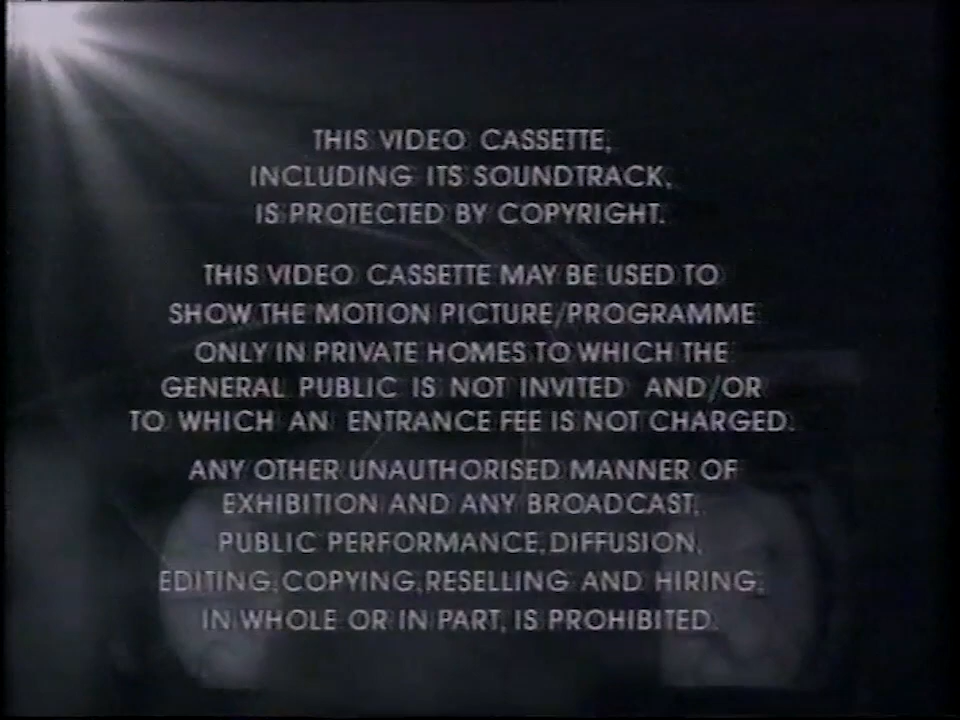 THIS VIDEO CASSETTE,
INCLUDING ITS SOUNDTRACK,
IS PROTECTED BY COPYRIGHT.
THIS VIDEO CASSETTE MAY BE USED TO
SHOW THE MOTION PICTURE/PROGRAMME
ONLY IN PRIVATE HOMES TO WHICH THE
GENERAL PUBLIC IS NOT INVITED AND/OR
TO WHICH AN ENTRANCE FEE IS NOT CHARGED.
ANY OTHER UNAUTHORISED MANNER OF
EXHIBITION AND ANY BROADCAST,
PUBLIC PERFORMANCE, DIFFUSION,
EDITING, COPYING, RESELLING AND HIRING,
IN WHOLE OR IN PART, IS PROHIBITED.